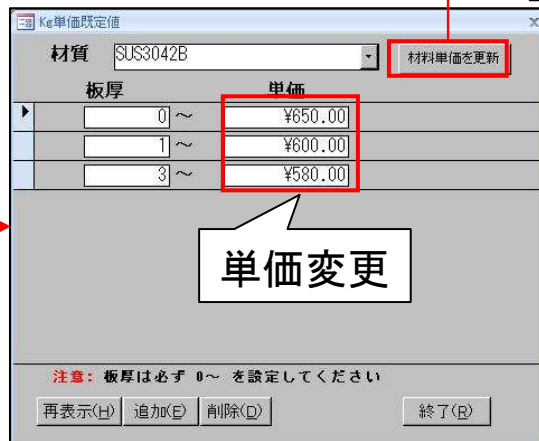 Kg単価既定値
材質 SUS3042B 材料単価を更新
板厚 単価
0 ～ ¥650.00
1 ～ ¥600.00
3 ～ ¥580.00
単価変更
注意: 板厚は必ず 0～ を設定してください
再表示(H) 追加(E) 削除(D) 終了(R)